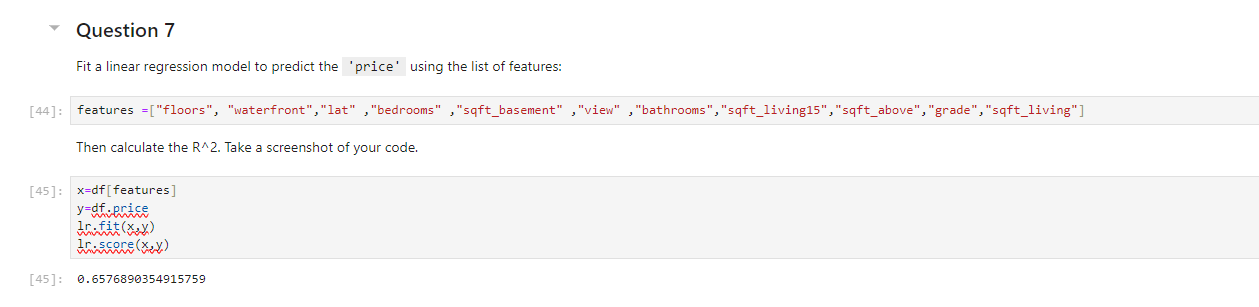 Question 7
Fit a linear regression model to predict the 'price' using the list of features:
[44]: features =["floors", "waterfront","lat" ,"bedrooms" ,"sqft_basement" ,"view" ,"bathrooms","sqft_living15","sqft_above","grade","sqft_living"]
Then calculate the R^2. Take a screenshot of your code.
[45]: x=df[features]
y=df.price
lr.fit(x,y)
lr.score(x,y)
[45]: 0.6576890354915759